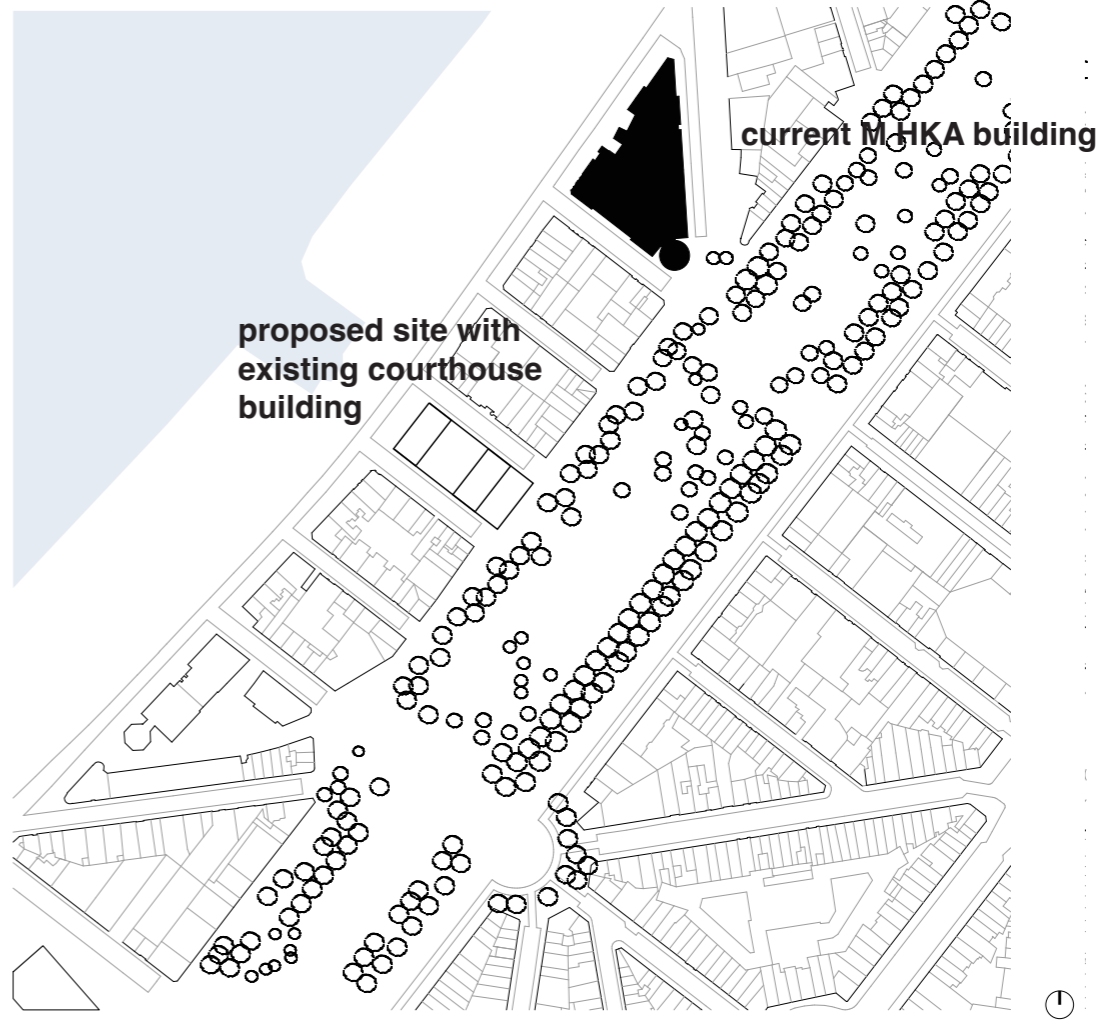 current M HKA building
proposed site with
existing courthouse
building